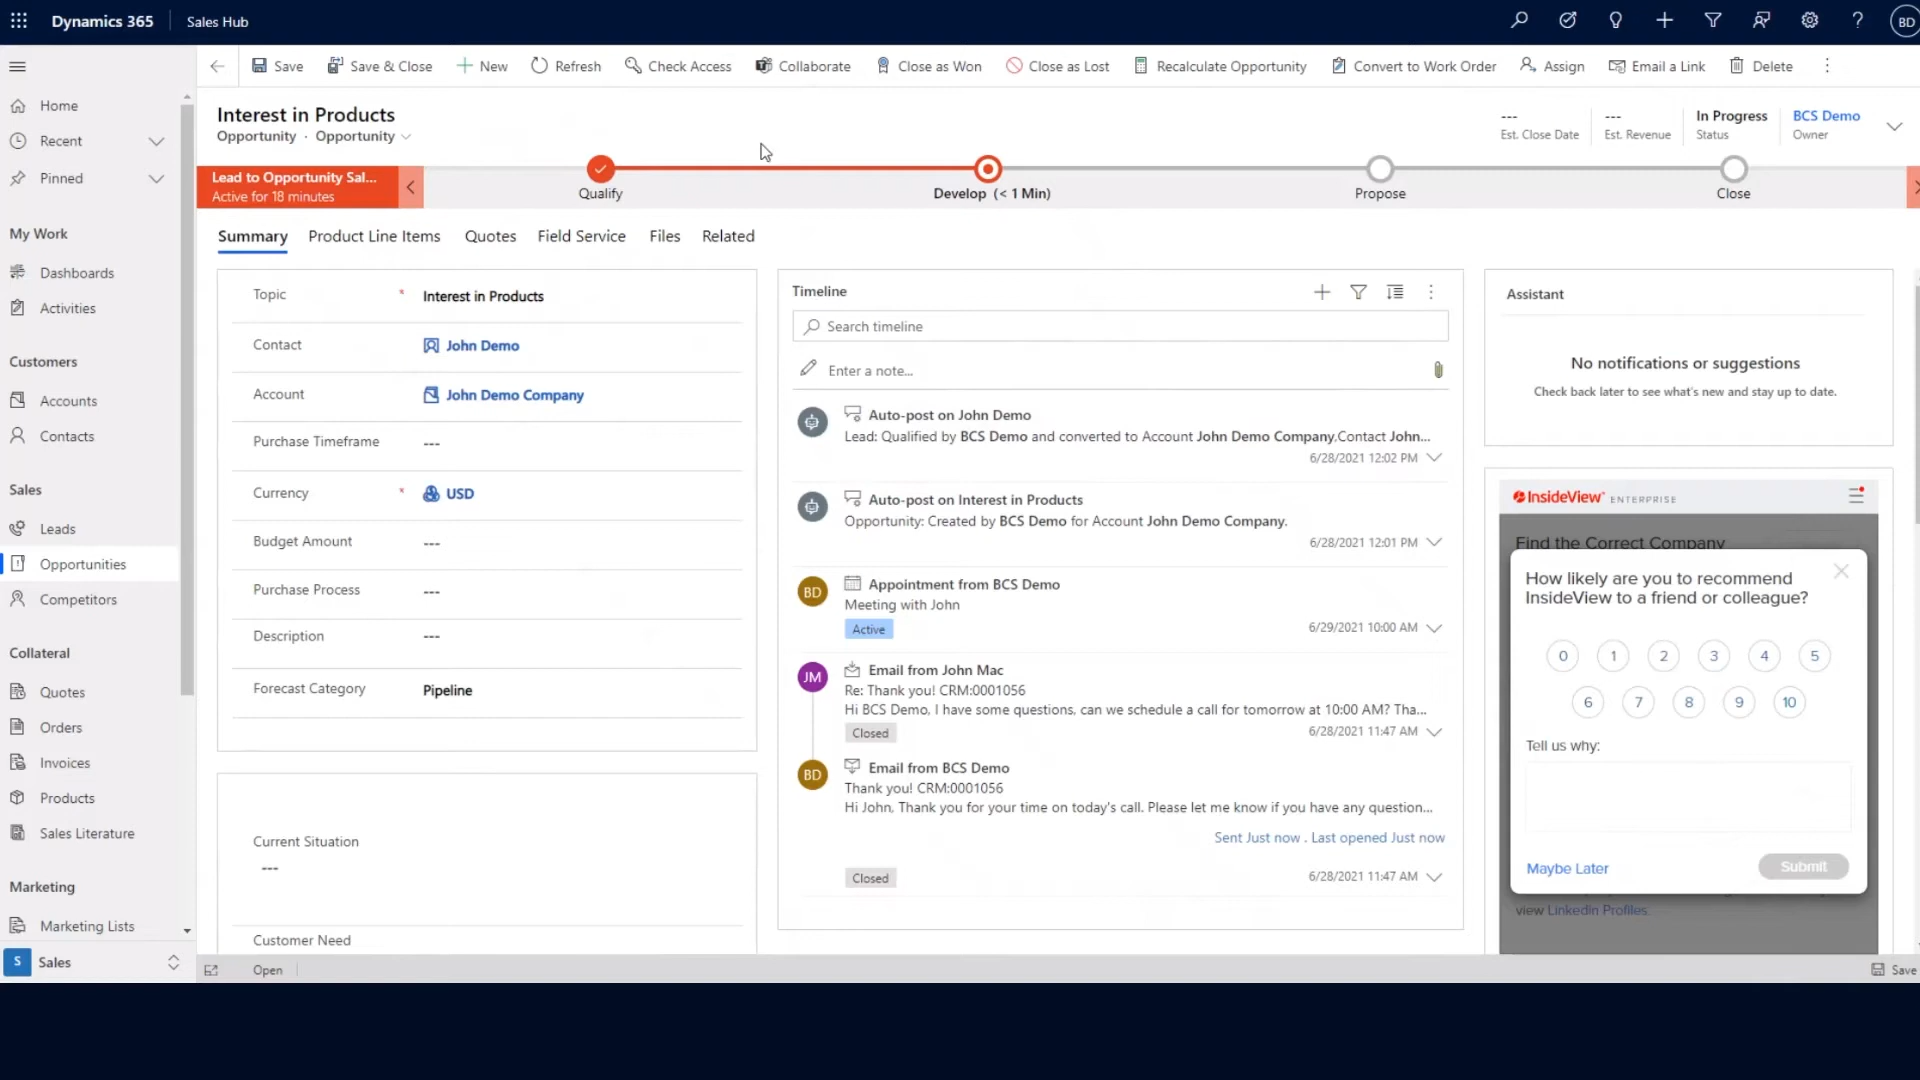 Dynamics 365
Sales Hub
BD
Save
Save & Close
New
Refresh
Check Access
Collaborate
Close as Won
Close as Lost
Recalculate Opportunity
Convert to Work Order
Assign
Email a Link
Delete
Home
Recent
Pinned
My Work
Dashboards
Activities
Customers
Accounts
Contacts
Sales
Leads
Opportunities
Competitors
Collateral
Quotes
Orders
Invoices
Products
Sales Literature
Marketing
Marketing Lists
S Sales
Interest in Products
Opportunity · Opportunity
---
Est. Close Date
---
Est. Revenue
In Progress
Status
BCS Demo
Owner
Lead to Opportunity Sal...
Active for 18 minutes
Qualify
Develop (< 1 Min)
Propose
Close
Summary
Product Line Items
Quotes
Field Service
Files
Related
Topic * Interest in Products
Contact John Demo
Account John Demo Company
Purchase Timeframe ---
Currency * USD
Budget Amount ---
Purchase Process ---
Description ---
Forecast Category Pipeline
Current Situation
---
Customer Need
Timeline
Search timeline
Enter a note...
Auto-post on John Demo
Lead: Qualified by BCS Demo and converted to Account John Demo Company.Contact John...
6/28/2021 12:02 PM
Auto-post on Interest in Products
Opportunity: Created by BCS Demo for Account John Demo Company.
6/28/2021 12:01 PM
BD
Appointment from BCS Demo
Meeting with John
Active
6/29/2021 10:00 AM
JM
Email from John Mac
Re: Thank you! CRM:0001056
Hi BCS Demo, I have some questions, can we schedule a call for tomorrow at 10:00 AM? Tha...
Closed
6/28/2021 11:47 AM
BD
Email from BCS Demo
Thank you! CRM:0001056
Hi John, Thank you for your time on today's call. Please let me know if you have any question...
Sent Just now . Last opened Just now
Closed
6/28/2021 11:47 AM
Assistant
No notifications or suggestions
Check back later to see what's new and stay up to date.
InsideView ENTERPRISE
Find the Correct Company
How likely are you to recommend
InsideView to a friend or colleague?
0 1 2 3 4 5
6 7 8 9 10
Tell us why:
Maybe Later
Submit
view LinkedIn Profiles.
Open
Save